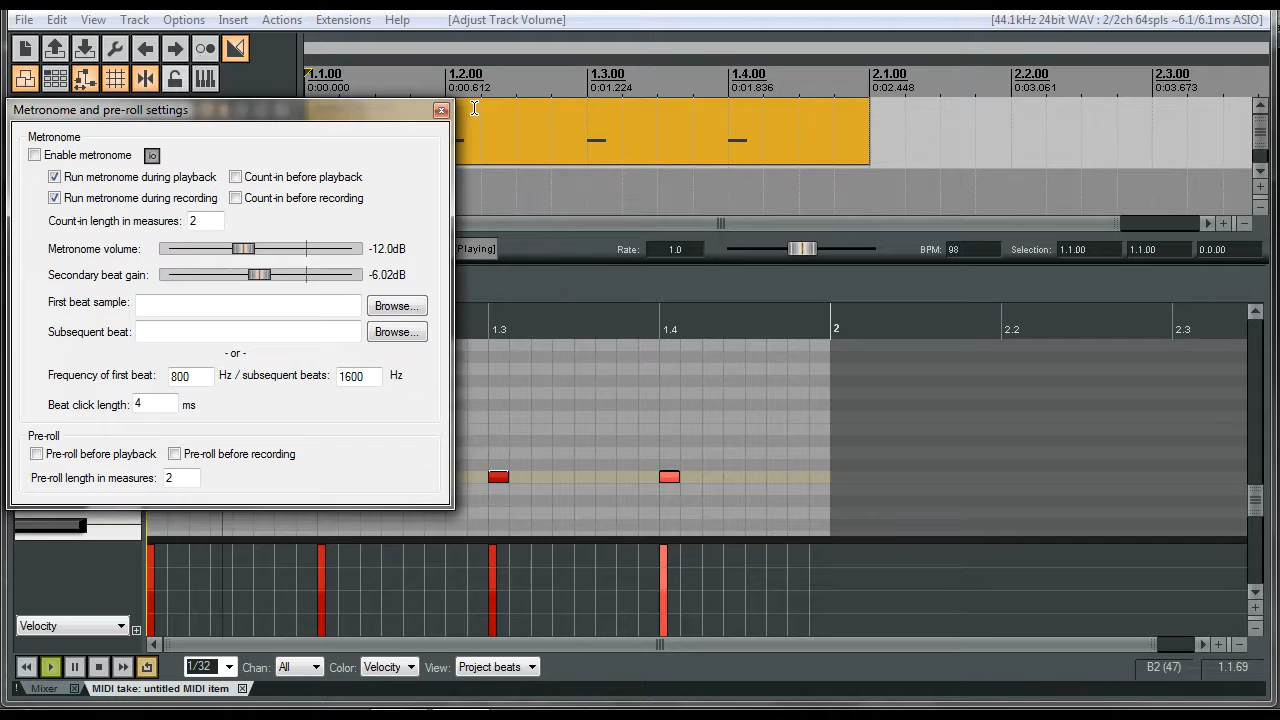 File Edit View Track Options Insert Actions Extensions Help [Adjust Track Volume] [44.1kHz 24bit WAV : 2/2ch 64spls ~6.1/6.1ms ASIO]
1.1.00 1.2.00 1.3.00 1.4.00 2.1.00 2.2.00 2.3.00
0:00.000 0:00.612 0:01.224 0:01.836 0:02.448 0:03.061 0:03.673
Metronome and pre-roll settings
Metronome
Enable metronome io
Run metronome during playback Count-in before playback
Run metronome during recording Count-in before recording
Count-in length in measures: 2
Metronome volume: -12.0dB
[Playing] Rate: 1.0 BPM: 98 Selection: 1.1.00 1.1.00 0.0.00
Secondary beat gain: -6.02dB
First beat sample: Browse...
Subsequent beat: Browse...
1.3 1.4 2 2.2 2.3
- or -
Frequency of first beat: 800 Hz / subsequent beats: 1600 Hz
Beat click length: 4 ms
Pre-roll
Pre-roll before playback Pre-roll before recording
Pre-roll length in measures: 2
Velocity
1/32 Chan: All Color: Velocity View: Project beats B2 (47) 1.1.69
! Mixer MIDI take: untitled MIDI item